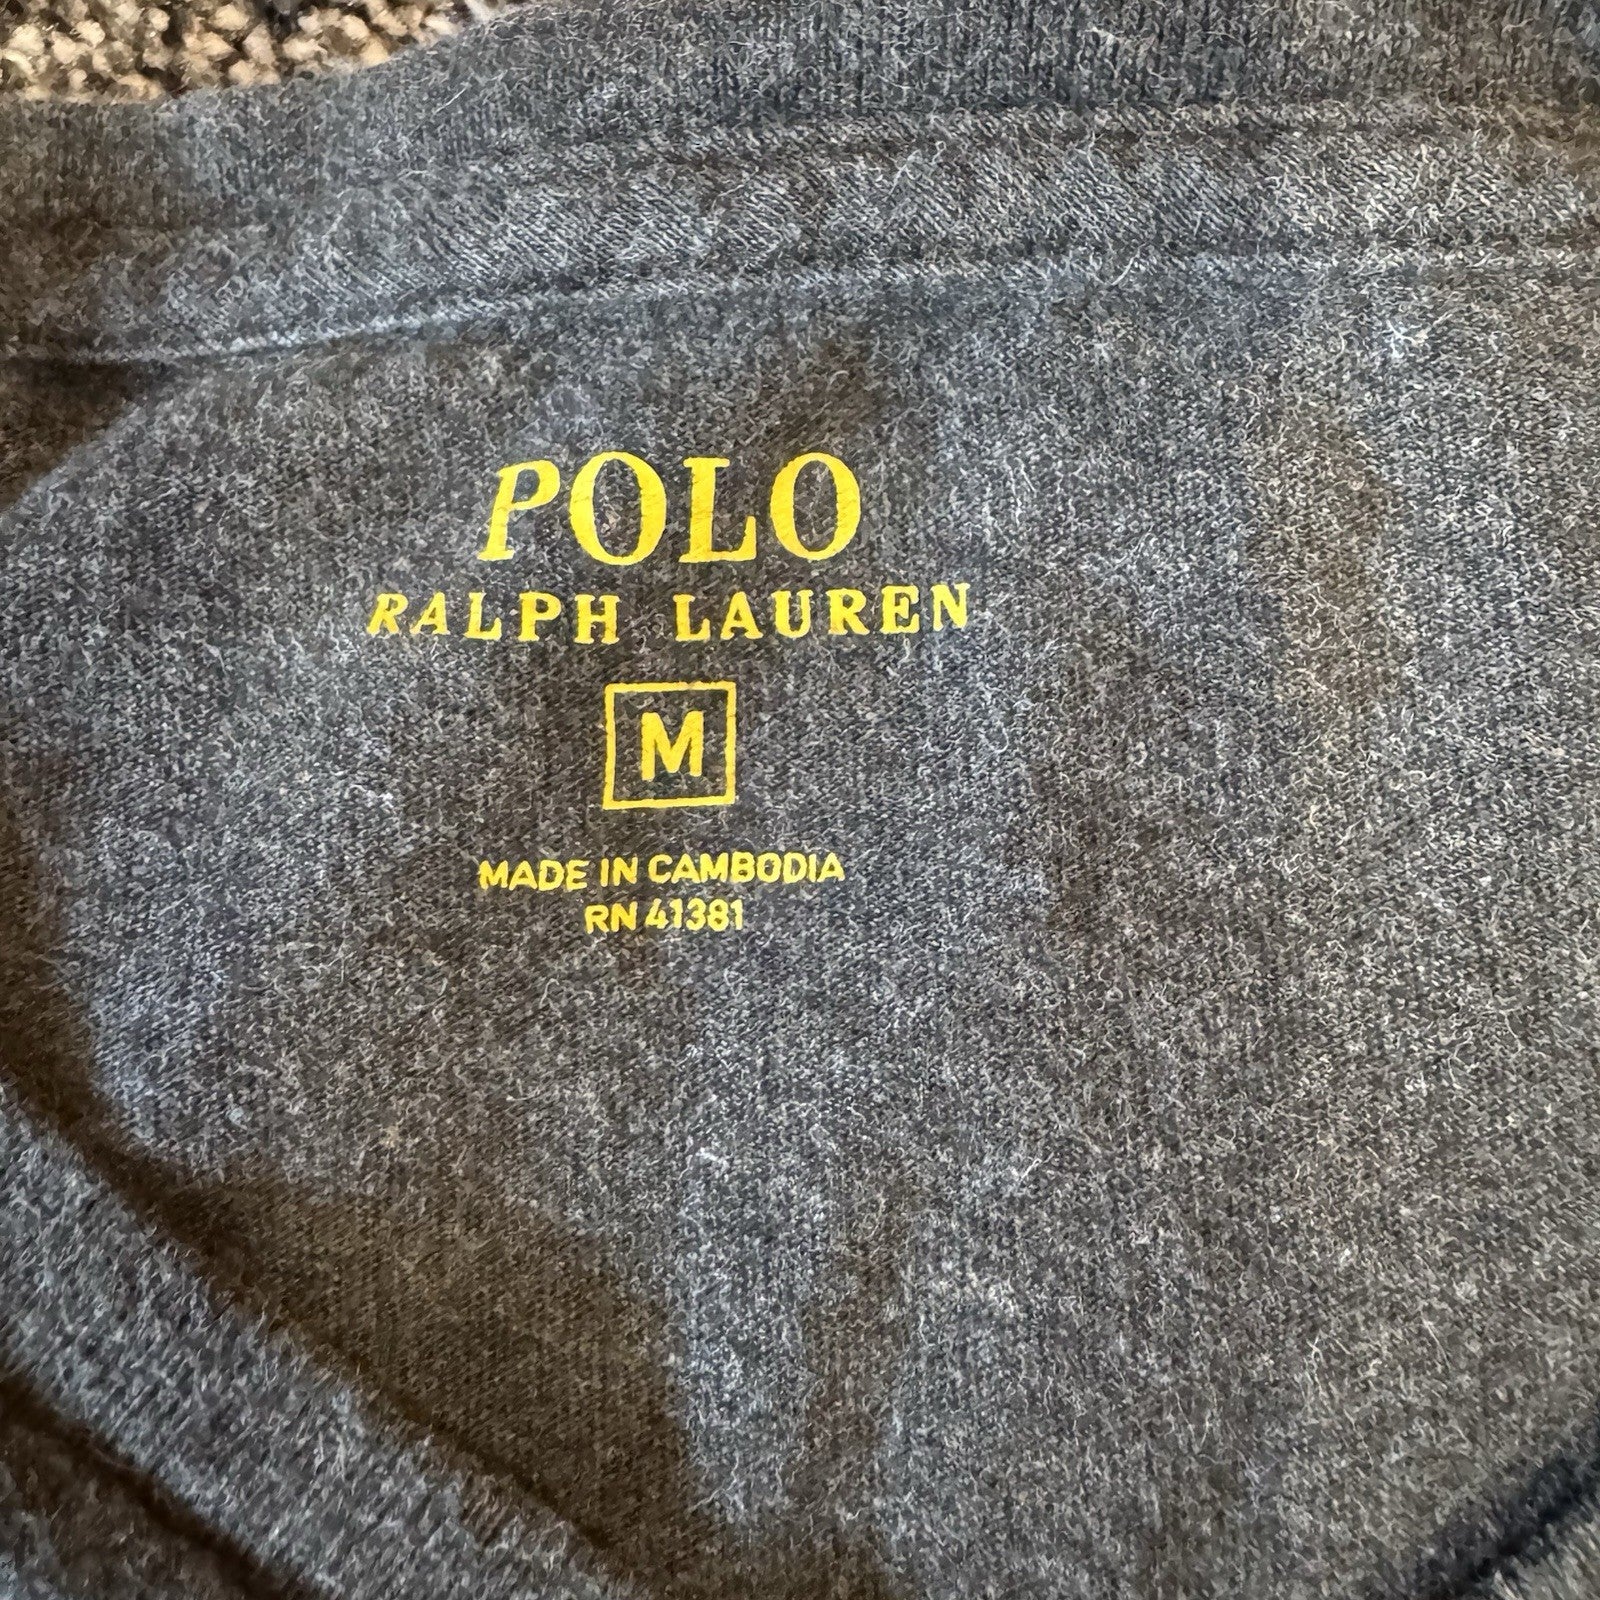 POLO
RALPH LAUREN
M
MADE IN CAMBODIA
RN 41381